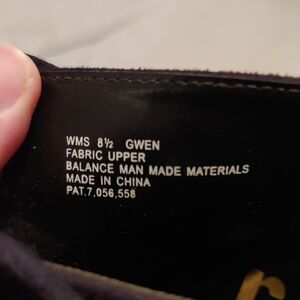 WMS 8½ GWEN
FABRIC UPPER
BALANCE MAN MADE MATERIALS
MADE IN CHINA
PAT.7,056,558